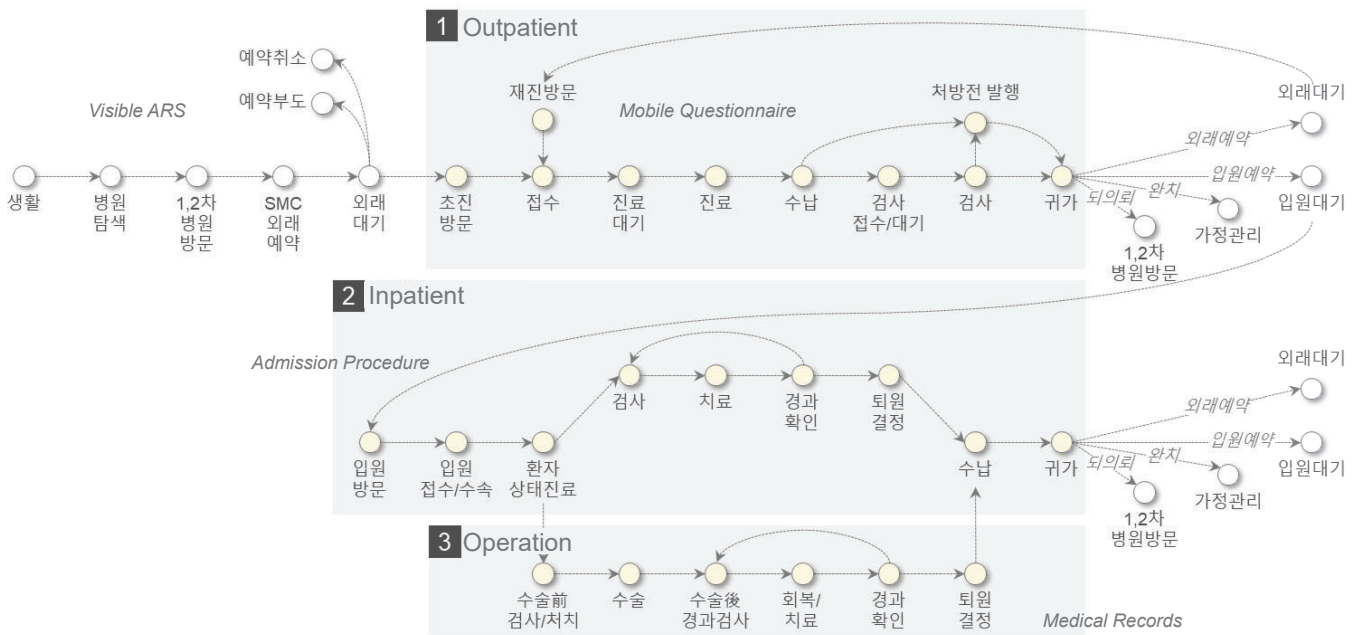 1 Outpatient
예약취소
예약부도
Visible ARS
재진방문
Mobile Questionnaire
처방전 발행
외래대기
외래예약
입원예약
완치
되의뢰
생활
병원
탐색
1,2차
병원
방문
SMC
외래
예약
외래
대기
초진
방문
접수
진료
대기
진료
수납
검사
접수/대기
검사
귀가
1,2차
병원방문
가정관리
입원대기
2 Inpatient
Admission Procedure
검사
치료
경과
확인
퇴원
결정
외래대기
외래예약
입원예약
완치
되의뢰
입원
방문
입원
접수/수속
환자
상태진료
수납
귀가
1,2차
병원방문
가정관리
입원대기
3 Operation
수술前
검사/처치
수술
수술後
경과검사
회복/
치료
경과
확인
퇴원
결정
Medical Records